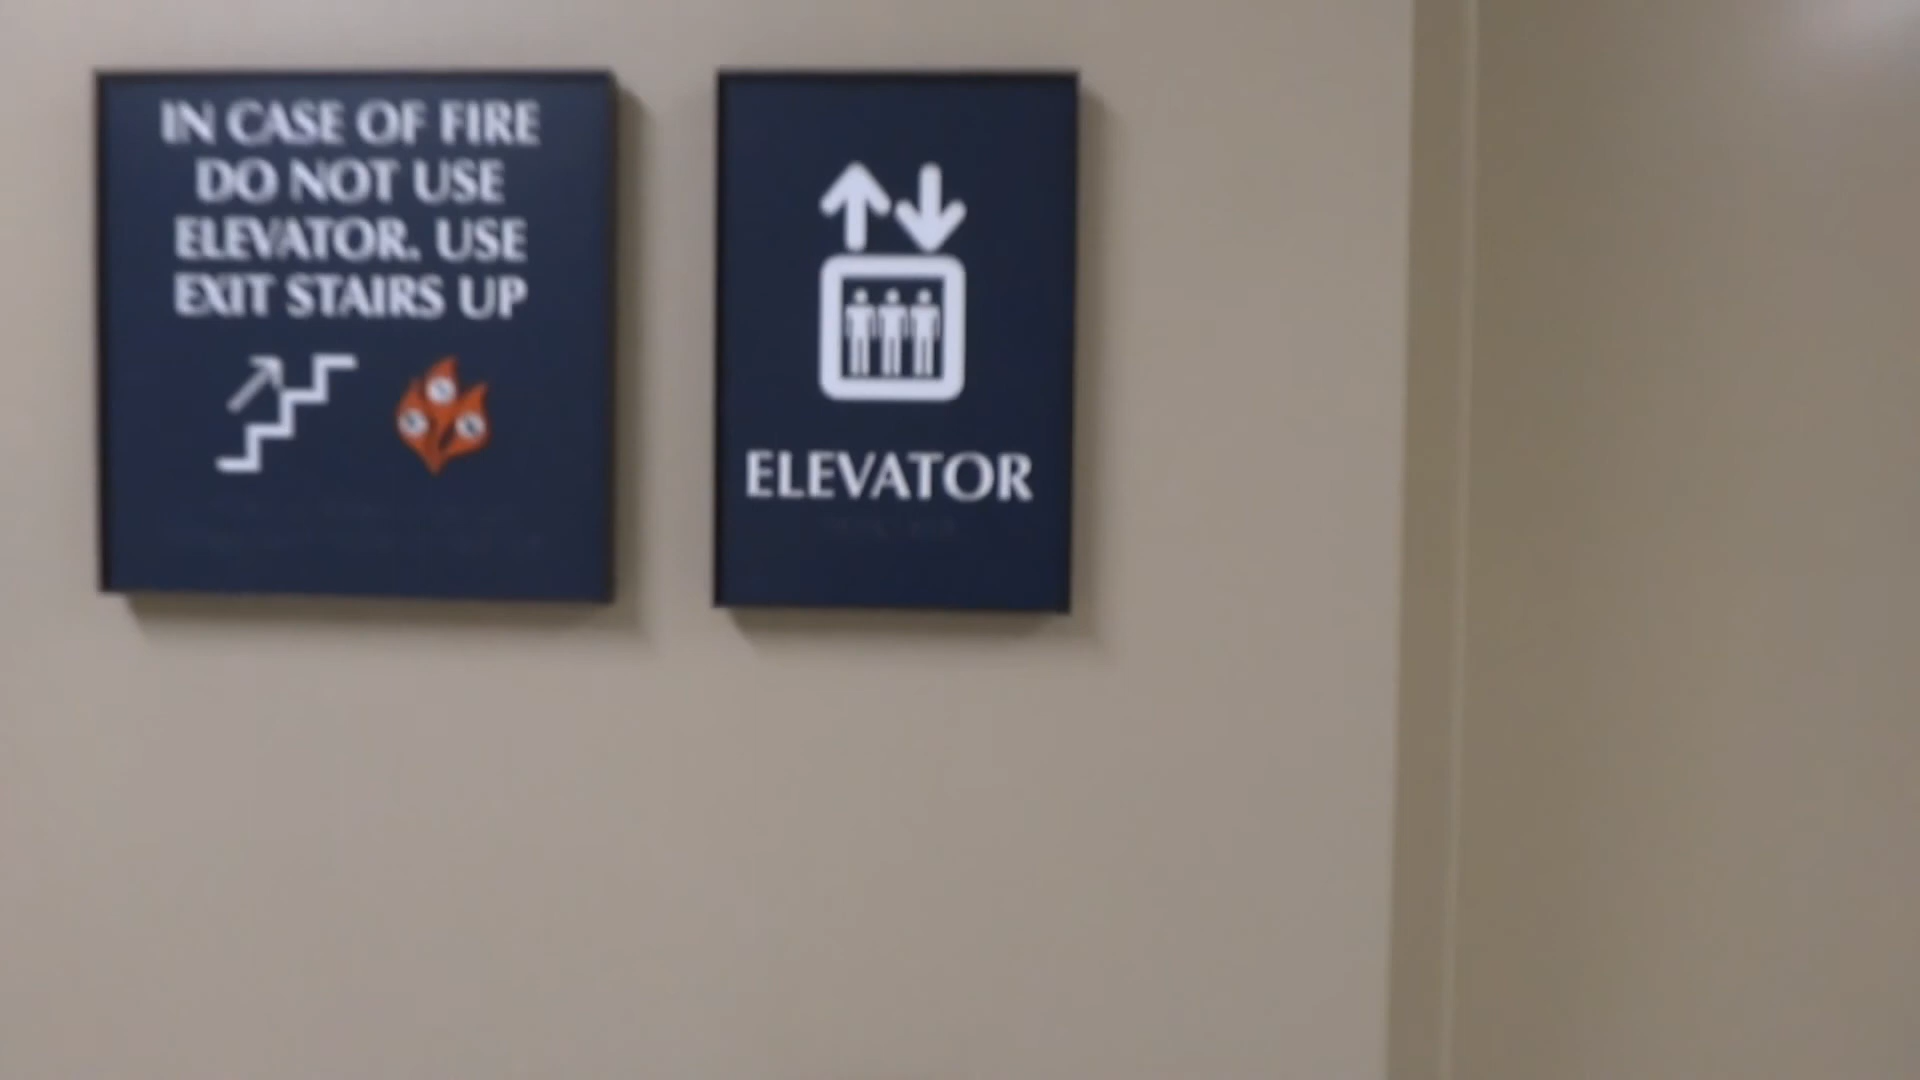 IN CASE OF FIRE
DO NOT USE
ELEVATOR. USE
EXIT STAIRS UP
ELEVATOR